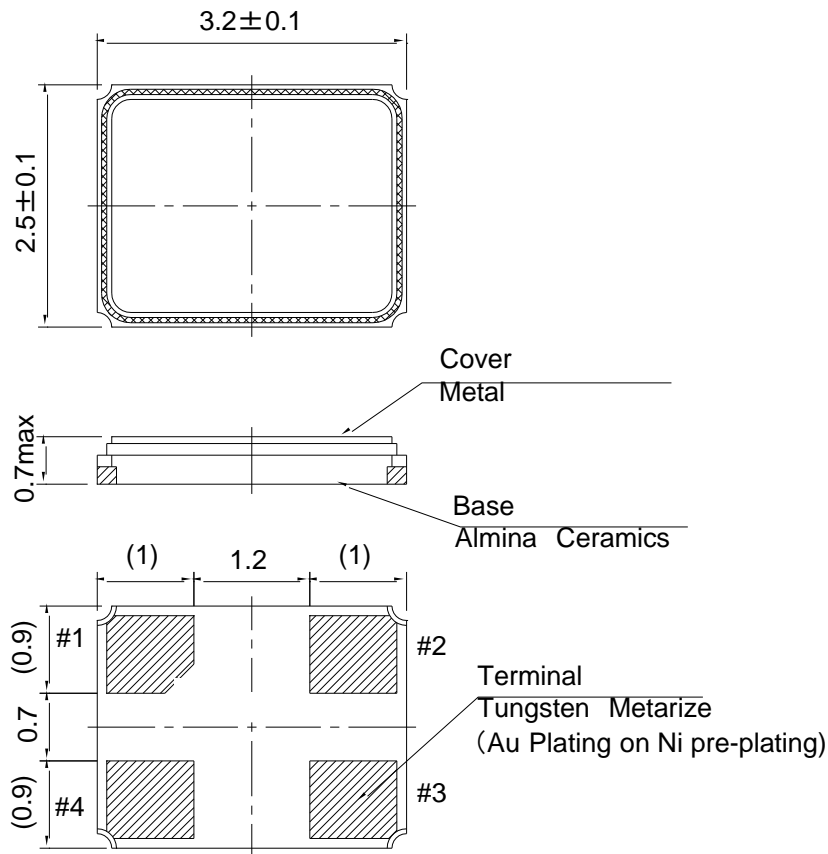 3.2±0.1
2.5±0.1
Cover
Metal
0.7max
Base
Almina Ceramics
(1) 1.2 (1)
(0.9) #1 #2
Terminal
0.7 Tungsten Metarize
(Au Plating on Ni pre-plating)
(0.9) #4 #3